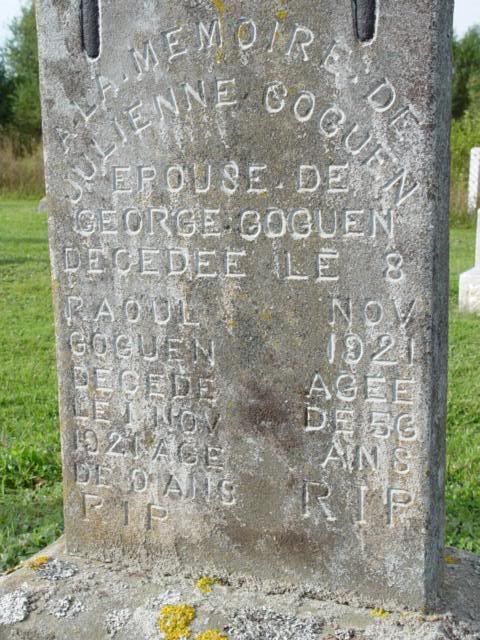 A LA MEMOIRE DE
JULIENNE GOGUEN
EPOUSE DE
GEORGE GOGUEN
DECEDEE LE 8
NOV
1921
AGEE
DE 56
ANS
RIP
RAOUL
GOGUEN
DECEDE
LE 1 NOV
1921 AGE
DE 9 ANS
RIP